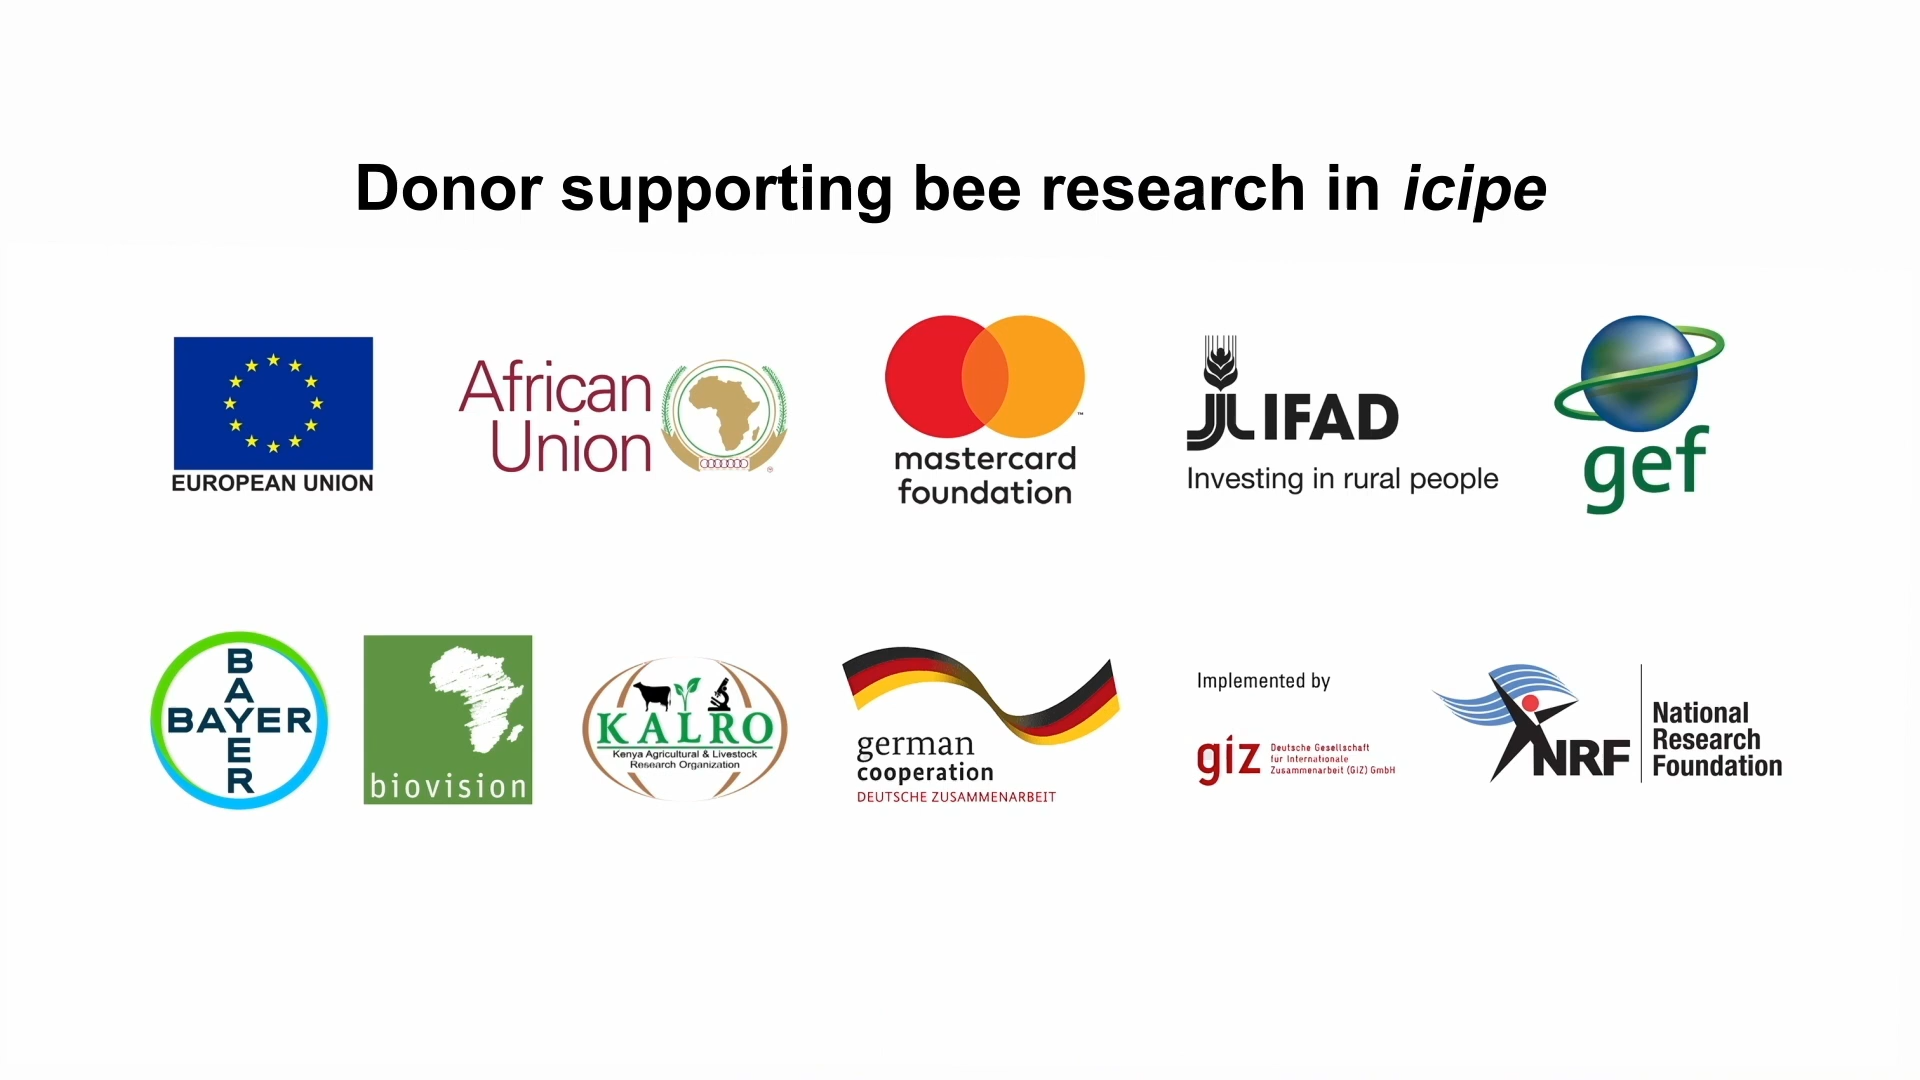 Donor supporting bee research in icipe
EUROPEAN UNION
African
Union
mastercard
foundation
IFAD
Investing in rural people
gef
BAYER
BAYER
biovision
KALRO
Kenya Agricultural & Livestock
Research Organization
german
cooperation
DEUTSCHE ZUSAMMENARBEIT
Implemented by
giz
Deutsche Gesellschaft
für Internationale
Zusammenarbeit (GIZ) GmbH
NRF
National
Research
Foundation